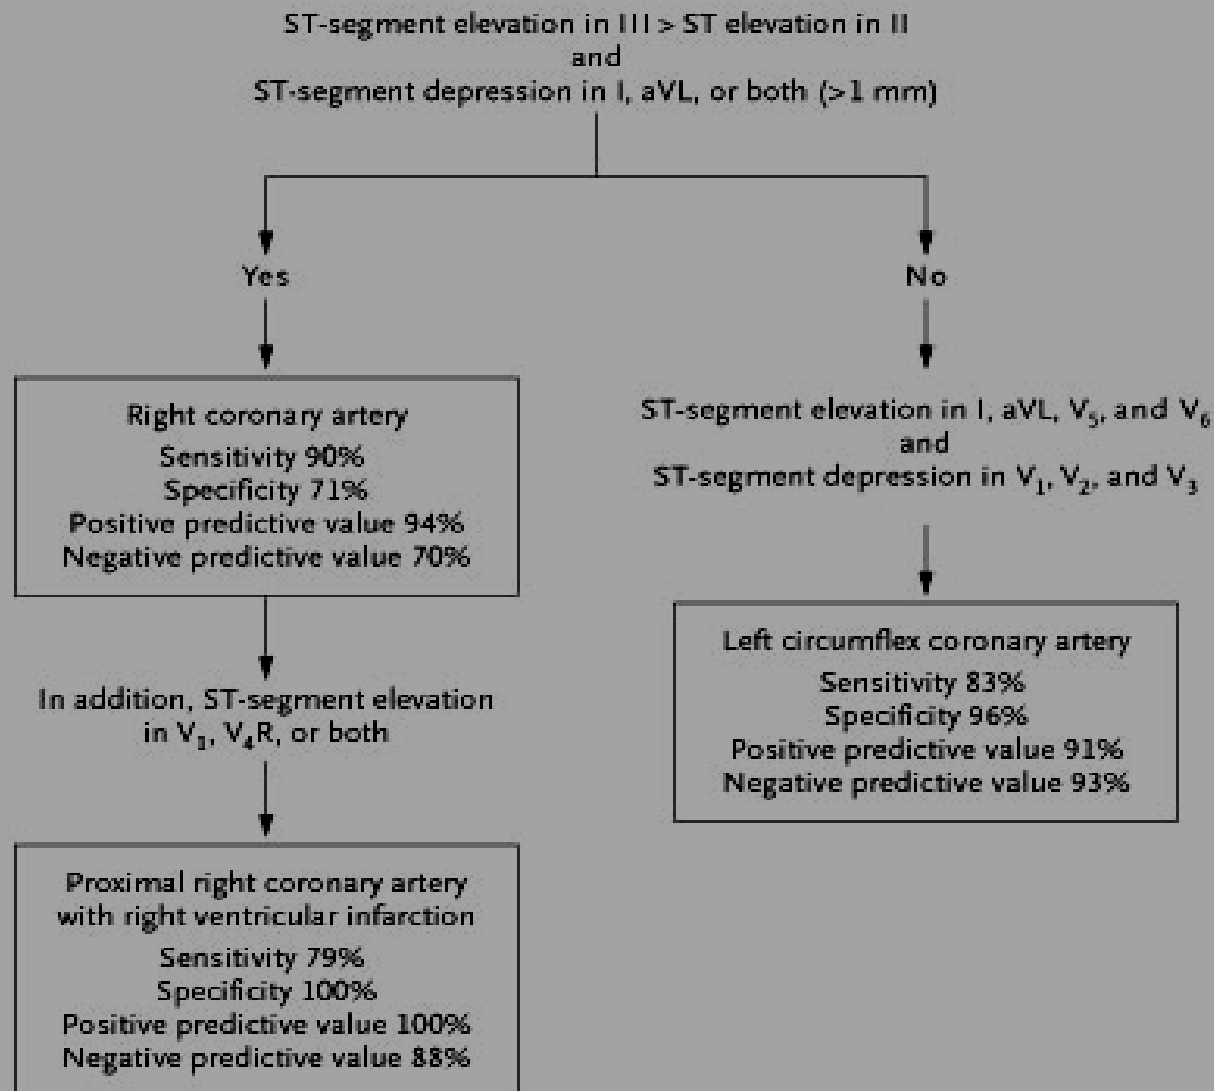 ST-segment elevation in III > ST elevation in II
and
ST-segment depression in I, aVL, or both (>1 mm)
Yes
No
Right coronary artery
Sensitivity 90%
Specificity 71%
Positive predictive value 94%
Negative predictive value 70%
ST-segment elevation in I, aVL, V₅, and V₆
and
ST-segment depression in V₁, V₂, and V₃
In addition, ST-segment elevation
in V₁, V₄R, or both
Left circumflex coronary artery
Sensitivity 83%
Specificity 96%
Positive predictive value 91%
Negative predictive value 93%
Proximal right coronary artery
with right ventricular infarction
Sensitivity 79%
Specificity 100%
Positive predictive value 100%
Negative predictive value 88%